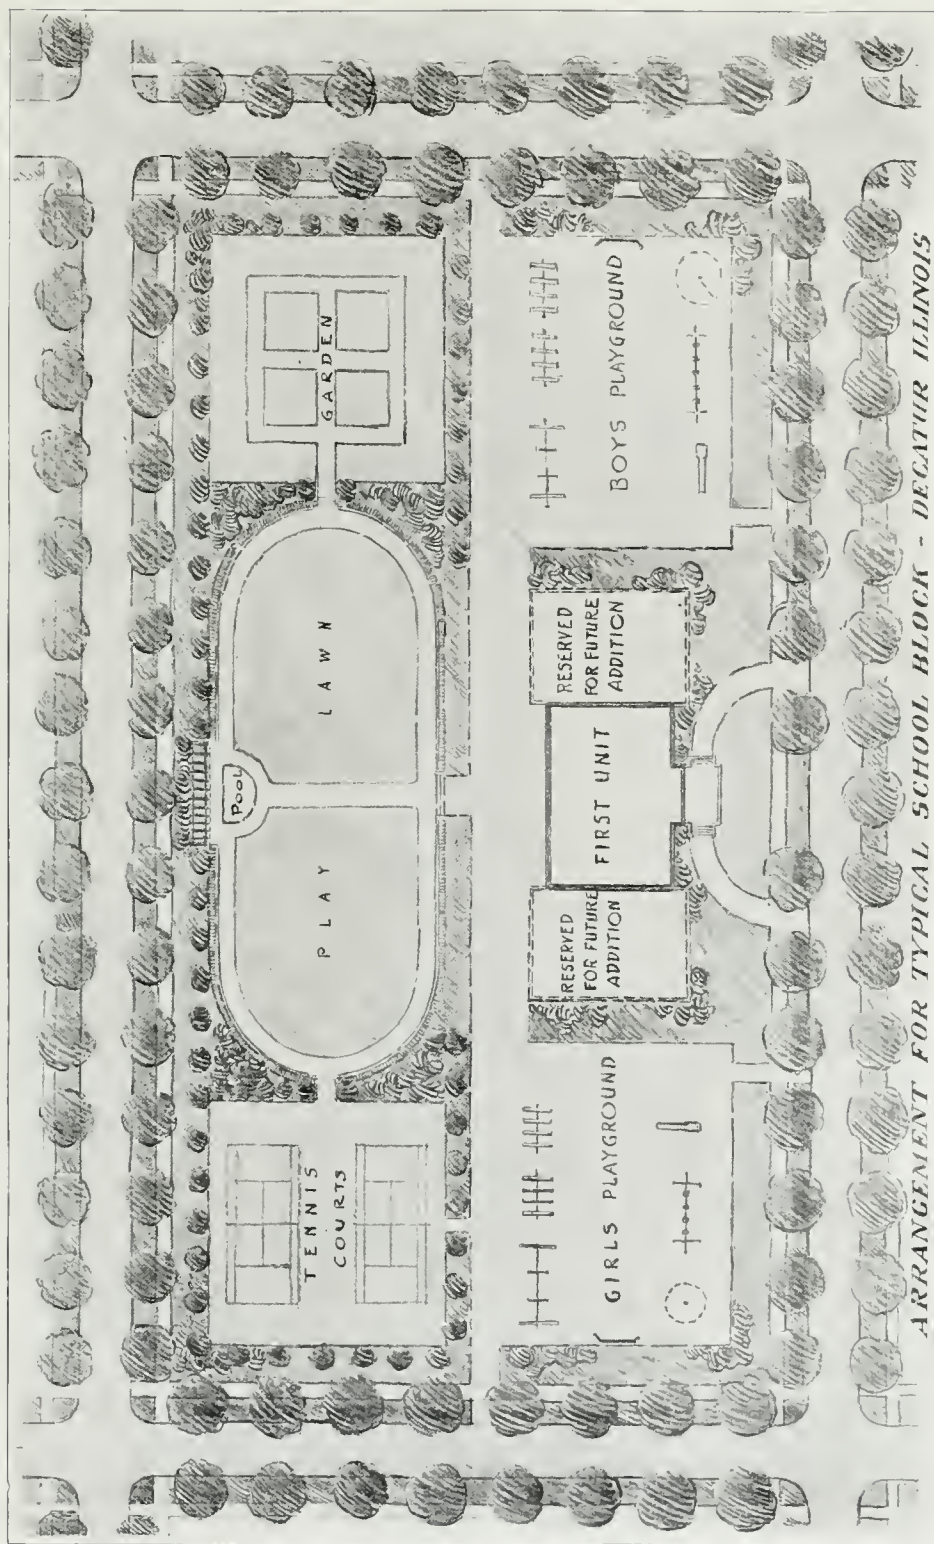 TENNIS
COURTS
PLAY LAWN
POOL
GARDEN
GIRLS PLAYGROUND
RESERVED
FOR FUTURE
ADDITION
FIRST UNIT
RESERVED
FOR FUTURE
ADDITION
BOYS PLAYGROUND
ARRANGEMENT FOR TYPICAL SCHOOL BLOCK - DECATUR ILLINOIS